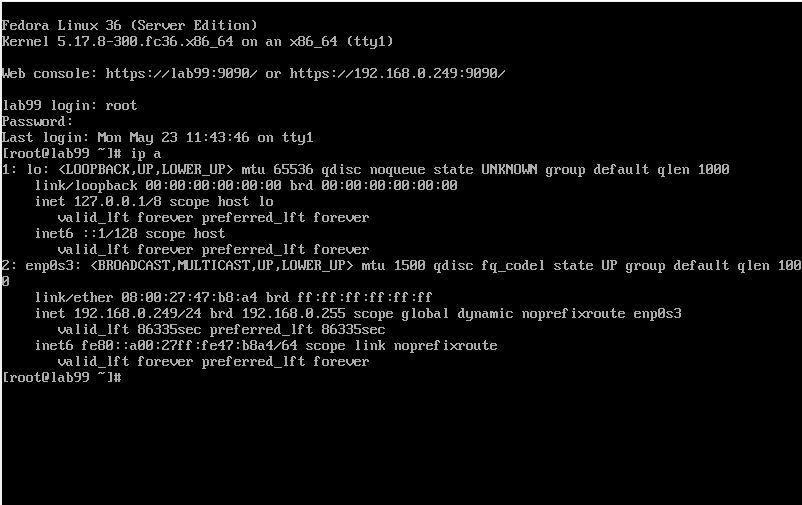 Fedora Linux 36 (Server Edition)
Kernel 5.17.8-300.fc36.x86_64 on an x86_64 (tty1)
Web console: https://lab99:9090/ or https://192.168.0.249:9090/
lab99 login: root
Password:
Last login: Mon May 23 11:43:46 on tty1
[root@lab99 ~]# ip a
1: lo: <LOOPBACK,UP,LOWER_UP> mtu 65536 qdisc noqueue state UNKNOWN group default qlen 1000
    link/loopback 00:00:00:00:00:00 brd 00:00:00:00:00:00
    inet 127.0.0.1/8 scope host lo
       valid_lft forever preferred_lft forever
    inet6 ::1/128 scope host
       valid_lft forever preferred_lft forever
2: enp0s3: <BROADCAST,MULTICAST,UP,LOWER_UP> mtu 1500 qdisc fq_codel state UP group default qlen 100
0
    link/ether 08:00:27:47:b8:a4 brd ff:ff:ff:ff:ff:ff
    inet 192.168.0.249/24 brd 192.168.0.255 scope global dynamic noprefixroute enp0s3
       valid_lft 86335sec preferred_lft 86335sec
    inet6 fe80::a00:27ff:fe47:b8a4/64 scope link noprefixroute
       valid_lft forever preferred_lft forever
[root@lab99 ~]#